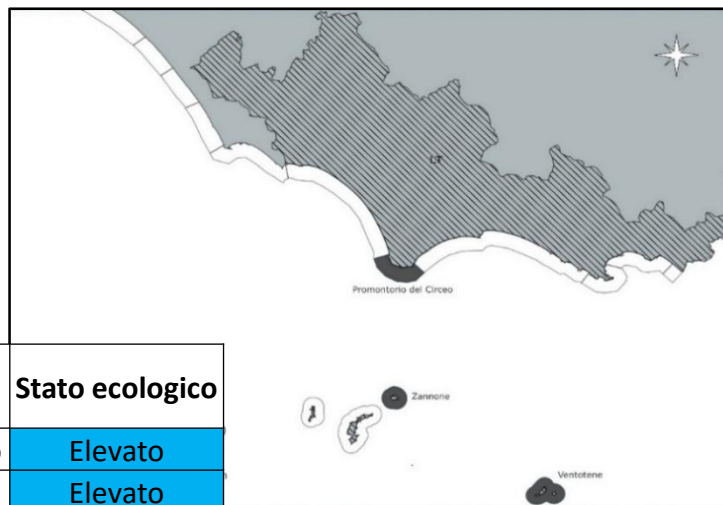 LT
Promontorio del Circeo
Zannone
Ventotene
Stato ecologico
Elevato
Elevato